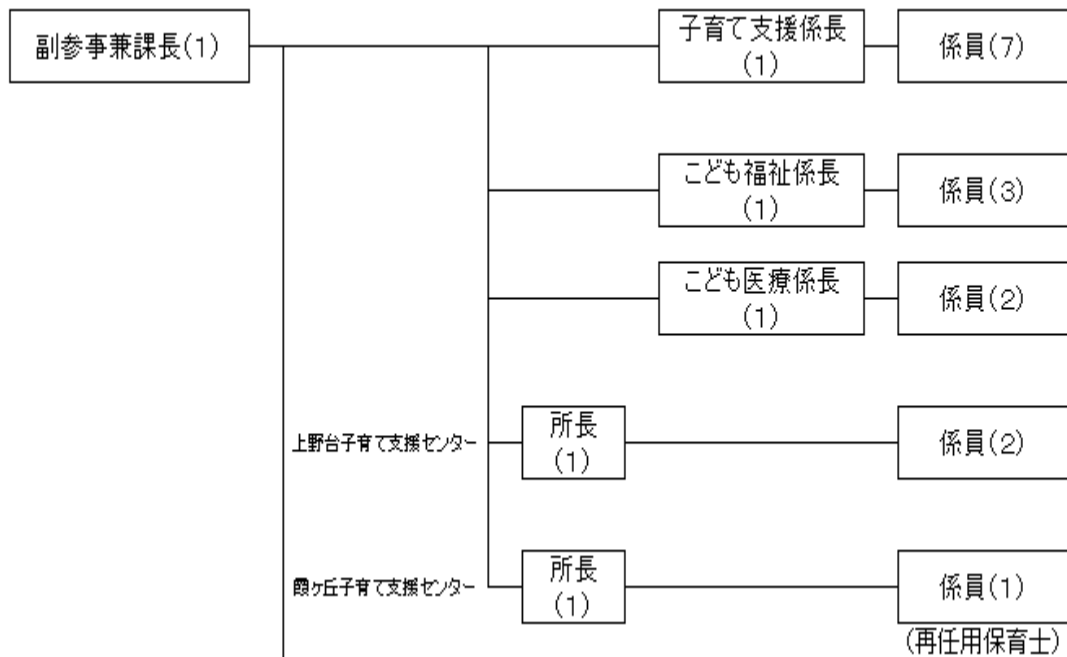 副参事兼課長(1)
子育て支援係長
(1)
係員(7)
こども福祉係長
(1)
係員(3)
こども医療係長
(1)
係員(2)
上野台子育て支援センター
所長
(1)
係員(2)
霞ヶ丘子育て支援センター
所長
(1)
係員(1)
(再任用保育士)